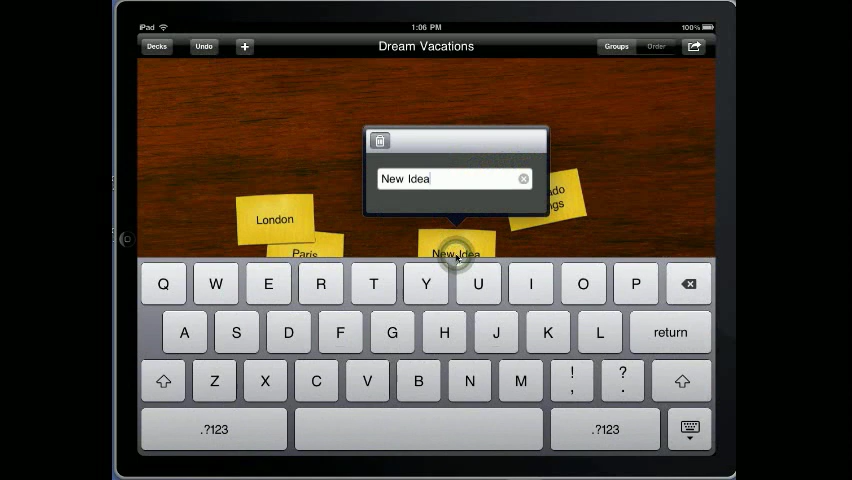 iPad 1:06 PM 100%
Decks Undo + Dream Vacations Groups Order
New Idea
London
Paris
New Idea
Q W E R T Y U I O P
A S D F G H J K L return
Z X C V B N M ! , ? .
.?123 .?123